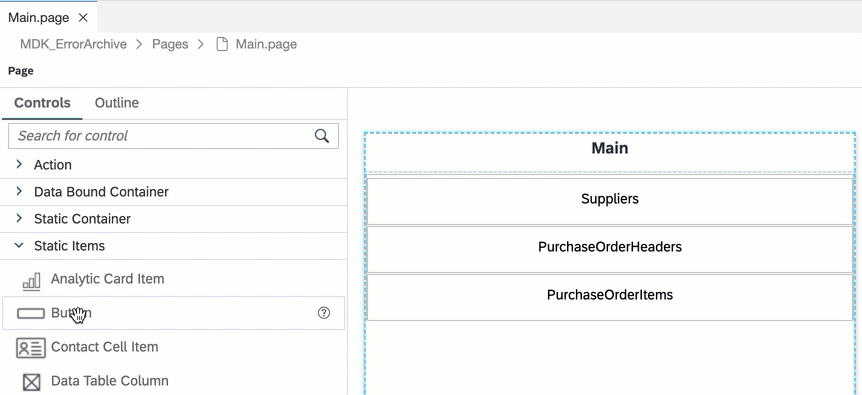 Main.page
MDK_ErrorArchive > Pages > Main.page
Page
Controls Outline
Search for control
Action
Data Bound Container
Static Container
Static Items
Analytic Card Item
Button
Contact Cell Item
Data Table Column
Main
Suppliers
PurchaseOrderHeaders
PurchaseOrderItems